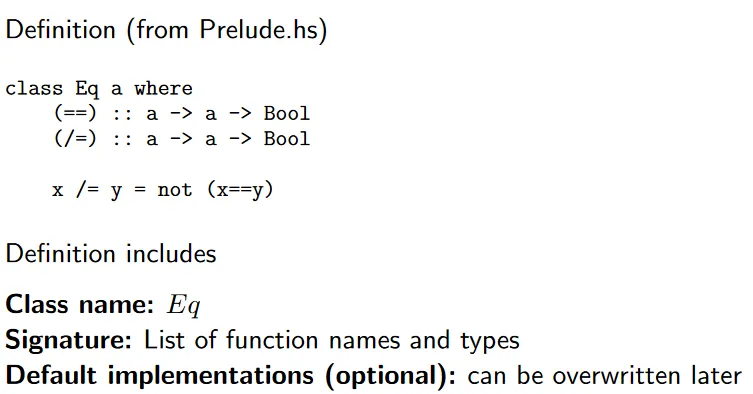 Definition (from Prelude.hs)
class Eq a where
    (==) :: a -> a -> Bool
    (/=) :: a -> a -> Bool
    x /= y = not (x==y)
Definition includes
Class name: Eq
Signature: List of function names and types
Default implementations (optional): can be overwritten later